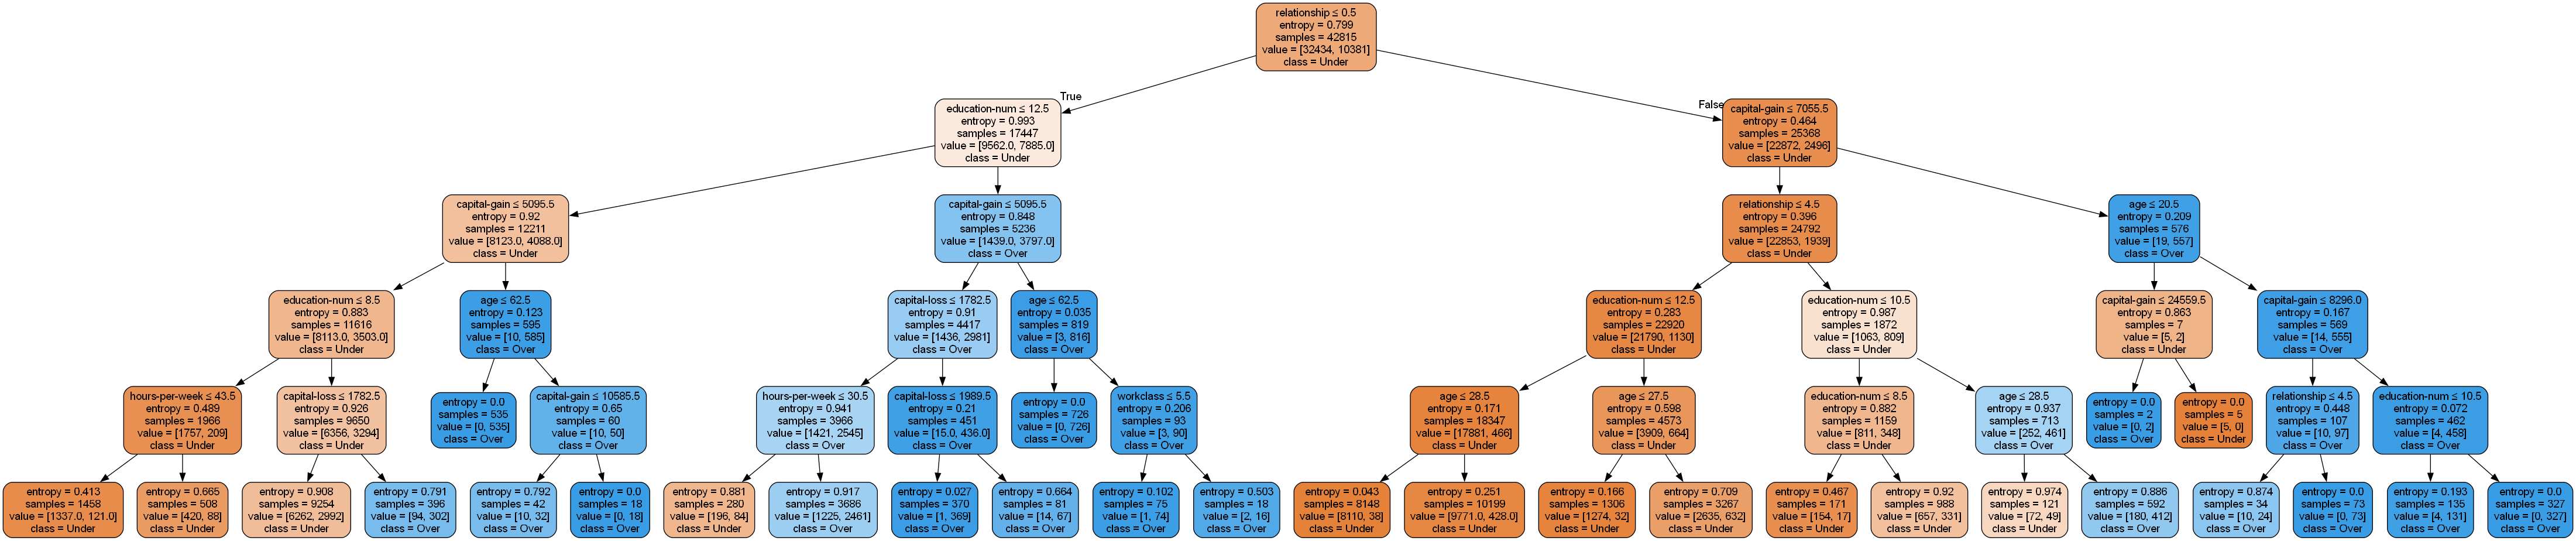 relationship ≤ 0.5
entropy = 0.799
samples = 42815
value = [32434, 10381]
class = Under
True
False
education-num ≤ 12.5
entropy = 0.993
samples = 17447
value = [9562.0, 7885.0]
class = Under
capital-gain ≤ 7055.5
entropy = 0.464
samples = 25368
value = [22872, 2496]
class = Under
capital-gain ≤ 5095.5
entropy = 0.92
samples = 12211
value = [8123.0, 4088.0]
class = Under
capital-gain ≤ 5095.5
entropy = 0.848
samples = 5236
value = [1439.0, 3797.0]
class = Over
relationship ≤ 4.5
entropy = 0.396
samples = 24792
value = [22853, 1939]
class = Under
age ≤ 20.5
entropy = 0.209
samples = 576
value = [19, 557]
class = Over
education-num ≤ 8.5
entropy = 0.883
samples = 11616
value = [8113.0, 3503.0]
class = Under
age ≤ 62.5
entropy = 0.123
samples = 595
value = [10, 585]
class = Over
capital-loss ≤ 1782.5
entropy = 0.91
samples = 4417
value = [1436, 2981]
class = Over
age ≤ 62.5
entropy = 0.035
samples = 819
value = [3, 816]
class = Over
education-num ≤ 12.5
entropy = 0.283
samples = 22920
value = [21790, 1130]
class = Under
education-num ≤ 10.5
entropy = 0.987
samples = 1872
value = [1063, 809]
class = Under
capital-gain ≤ 24559.5
entropy = 0.863
samples = 7
value = [5, 2]
class = Under
capital-gain ≤ 8296.0
entropy = 0.167
samples = 569
value = [14, 555]
class = Over
hours-per-week ≤ 43.5
entropy = 0.489
samples = 1966
value = [1757, 209]
class = Under
capital-loss ≤ 1782.5
entropy = 0.926
samples = 9650
value = [6356, 3294]
class = Under
entropy = 0.0
samples = 535
value = [0, 535]
class = Over
capital-gain ≤ 10585.5
entropy = 0.65
samples = 60
value = [10, 50]
class = Over
hours-per-week ≤ 30.5
entropy = 0.941
samples = 3966
value = [1421, 2545]
class = Over
capital-loss ≤ 1989.5
entropy = 0.21
samples = 451
value = [15.0, 436.0]
class = Over
entropy = 0.0
samples = 726
value = [0, 726]
class = Over
workclass ≤ 5.5
entropy = 0.206
samples = 93
value = [3, 90]
class = Over
age ≤ 28.5
entropy = 0.171
samples = 18347
value = [17881, 466]
class = Under
age ≤ 27.5
entropy = 0.598
samples = 4573
value = [3909, 664]
class = Under
education-num ≤ 8.5
entropy = 0.882
samples = 1159
value = [811, 348]
class = Under
age ≤ 28.5
entropy = 0.937
samples = 713
value = [252, 461]
class = Over
entropy = 0.0
samples = 2
value = [0, 2]
class = Over
entropy = 0.0
samples = 5
value = [5, 0]
class = Under
relationship ≤ 4.5
entropy = 0.448
samples = 107
value = [10, 97]
class = Over
education-num ≤ 10.5
entropy = 0.072
samples = 462
value = [4, 458]
class = Over
entropy = 0.413
samples = 1458
value = [1337.0, 121.0]
class = Under
entropy = 0.665
samples = 508
value = [420, 88]
class = Under
entropy = 0.908
samples = 9254
value = [6262, 2992]
class = Under
entropy = 0.791
samples = 396
value = [94, 302]
class = Over
entropy = 0.792
samples = 42
value = [10, 32]
class = Over
entropy = 0.0
samples = 18
value = [0, 18]
class = Over
entropy = 0.881
samples = 280
value = [196, 84]
class = Under
entropy = 0.917
samples = 3686
value = [1225, 2461]
class = Over
entropy = 0.027
samples = 370
value = [1, 369]
class = Over
entropy = 0.664
samples = 81
value = [14, 67]
class = Over
entropy = 0.102
samples = 75
value = [1, 74]
class = Over
entropy = 0.503
samples = 18
value = [2, 16]
class = Over
entropy = 0.043
samples = 8148
value = [8110, 38]
class = Under
entropy = 0.251
samples = 10199
value = [9771.0, 428.0]
class = Under
entropy = 0.166
samples = 1306
value = [1274, 32]
class = Under
entropy = 0.709
samples = 3267
value = [2635, 632]
class = Under
entropy = 0.467
samples = 171
value = [154, 17]
class = Under
entropy = 0.92
samples = 988
value = [657, 331]
class = Under
entropy = 0.974
samples = 121
value = [72, 49]
class = Under
entropy = 0.886
samples = 592
value = [180, 412]
class = Over
entropy = 0.874
samples = 34
value = [10, 24]
class = Over
entropy = 0.0
samples = 73
value = [0, 73]
class = Over
entropy = 0.193
samples = 135
value = [4, 131]
class = Over
entropy = 0.0
samples = 327
value = [0, 327]
class = Over